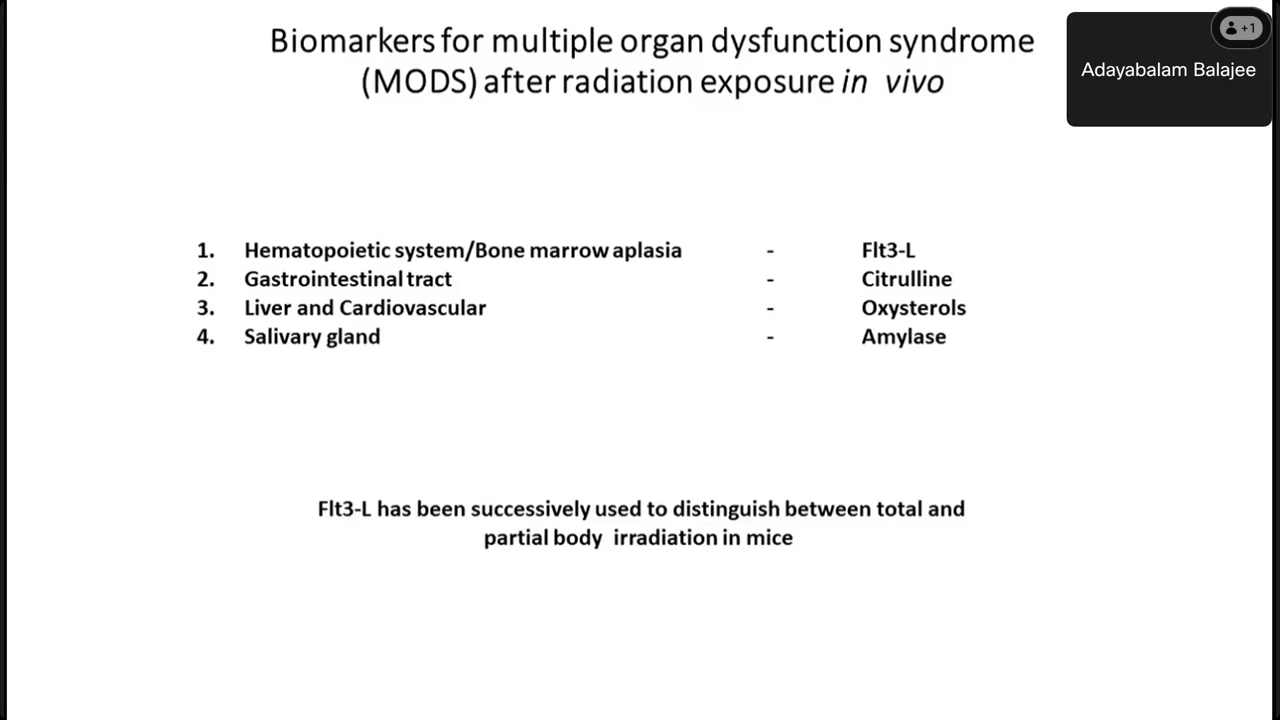 Biomarkers for multiple organ dysfunction syndrome
(MODS) after radiation exposure in vivo
+1
Adayabalam Balajee
1. Hematopoietic system/Bone marrow aplasia - Flt3-L
2. Gastrointestinal tract - Citrulline
3. Liver and Cardiovascular - Oxysterols
4. Salivary gland - Amylase
Flt3-L has been successively used to distinguish between total and
partial body irradiation in mice